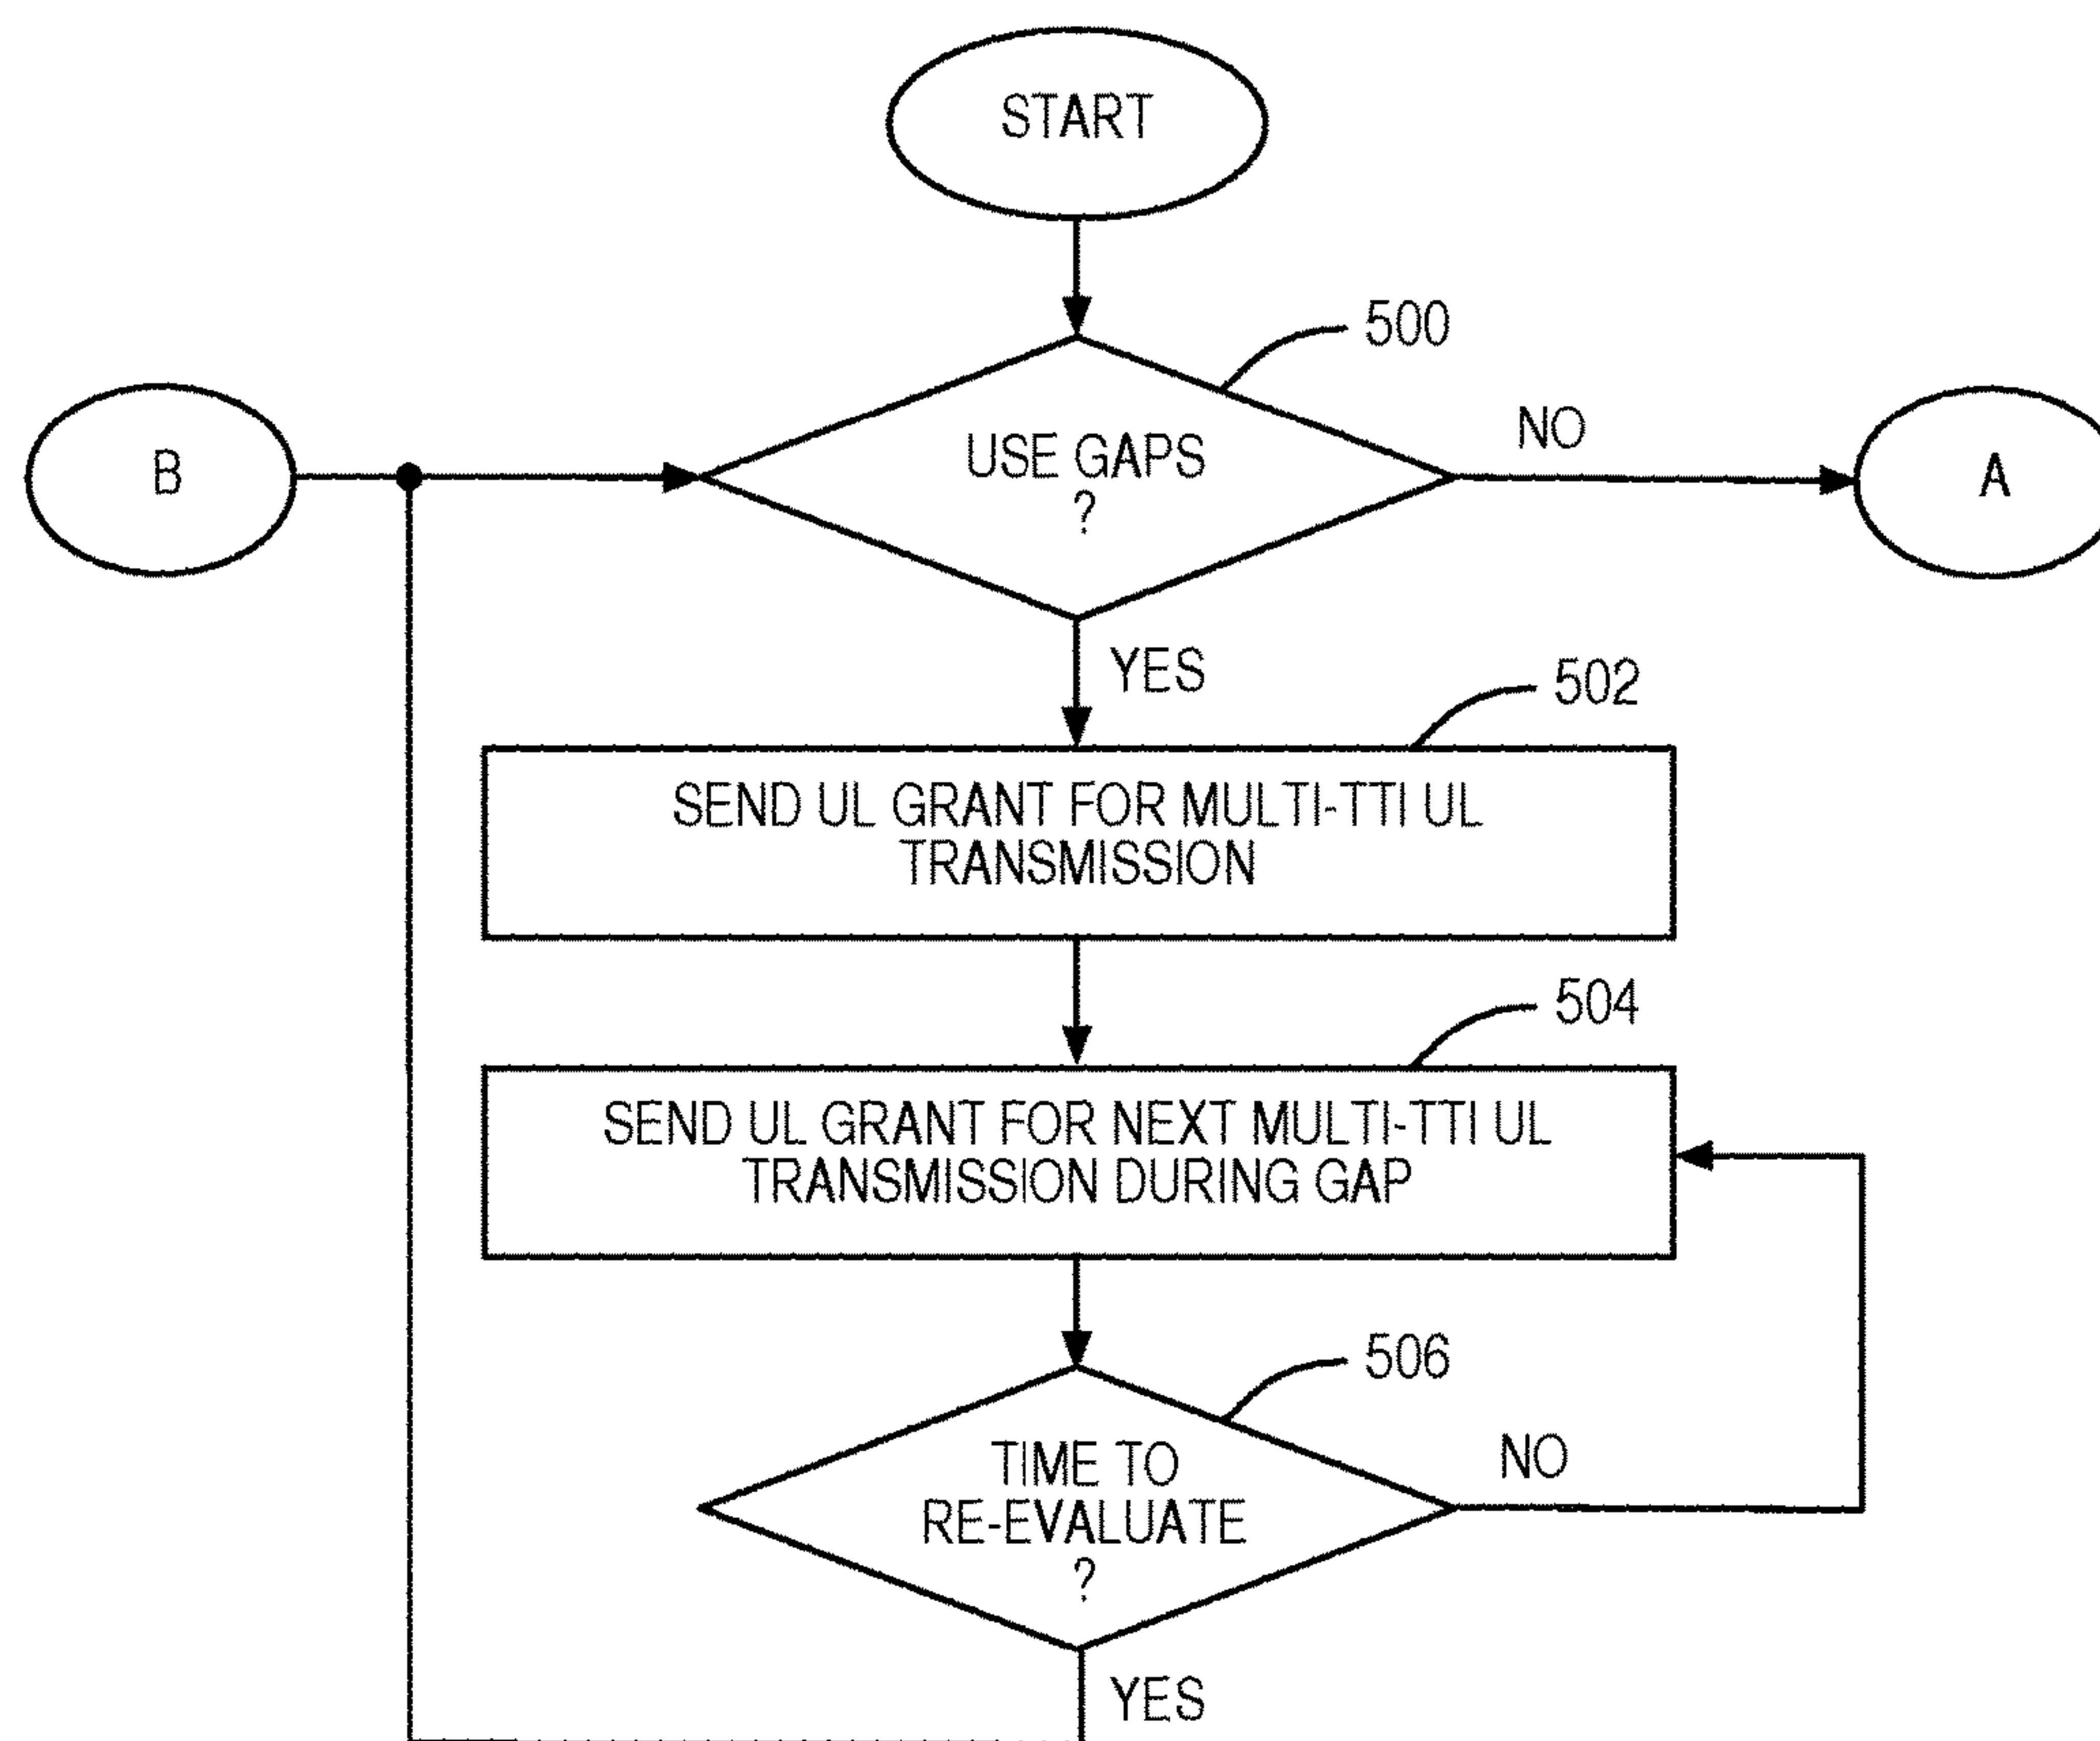 START
500
B
USE GAPS
?
NO
A
YES
502
SEND UL GRANT FOR MULTI-TTI UL
TRANSMISSION
504
SEND UL GRANT FOR NEXT MULTI-TTI UL
TRANSMISSION DURING GAP
506
TIME TO
RE-EVALUATE
?
NO
YES